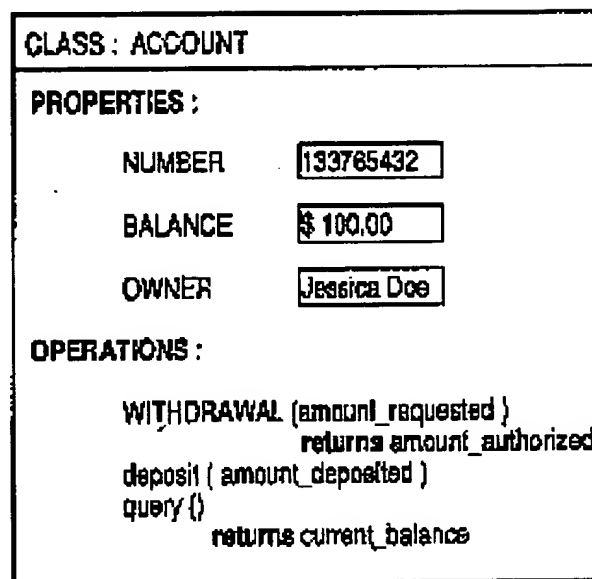 CLASS : ACCOUNT
PROPERTIES :
NUMBER 133765432
BALANCE $ 100.00
OWNER Jessica Doe
OPERATIONS :
WITHDRAWAL (amount_requested )
returns amount_authorized
deposit ( amount_deposited )
query ()
returns current_balance